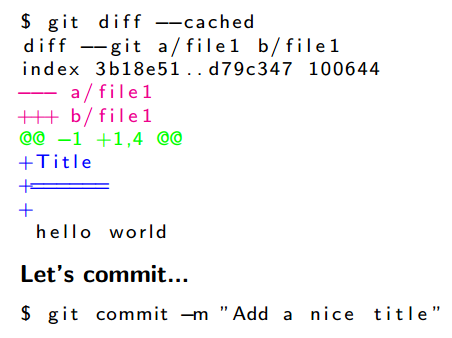 $ git diff --cached
diff --git a/file1 b/file1
index 3b18e51..d79c347 100644
--- a/file1
+++ b/file1
@@ -1 +1,4 @@
+Title
+======
+
hello world
Let's commit...
$ git commit -m "Add a nice title"